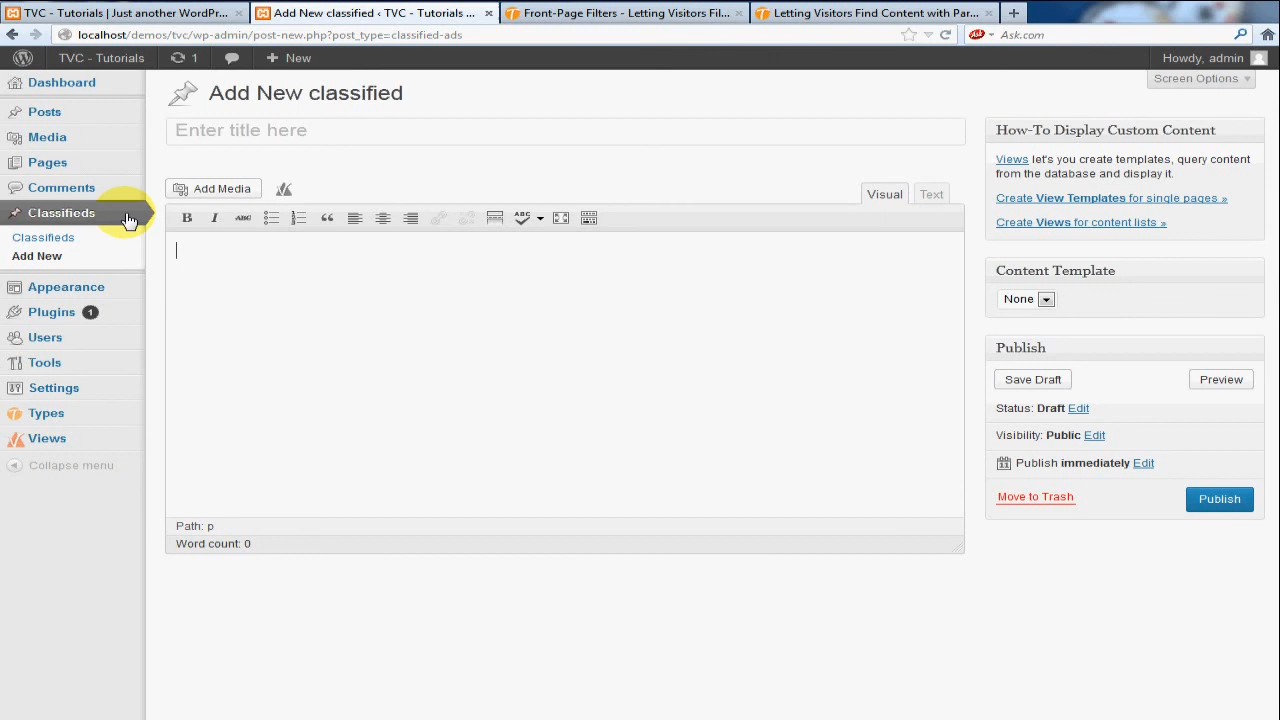 TVC - Tutorials | Just another WordPr...
Add New classified ‹ TVC - Tutorials ...
Front-Page Filters - Letting Visitors Fil...
Letting Visitors Find Content with Par...
localhost/demos/tvc/wp-admin/post-new.php?post_type=classified-ads
Ask
Ask.com
TVC - Tutorials
1
New
Howdy, admin
Screen Options
Dashboard
Posts
Media
Pages
Comments
Classifieds
Classifieds
Add New
Appearance
Plugins 1
Users
Tools
Settings
Types
Views
Collapse menu
Add New classified
Enter title here
Add Media
Visual
Text
B I ABC
ABC
Path: p
Word count: 0
How-To Display Custom Content
Views let's you create templates, query content
from the database and display it.
Create View Templates for single pages »
Create Views for content lists »
Content Template
None
Publish
Save Draft
Preview
Status: Draft Edit
Visibility: Public Edit
Publish immediately Edit
Move to Trash
Publish